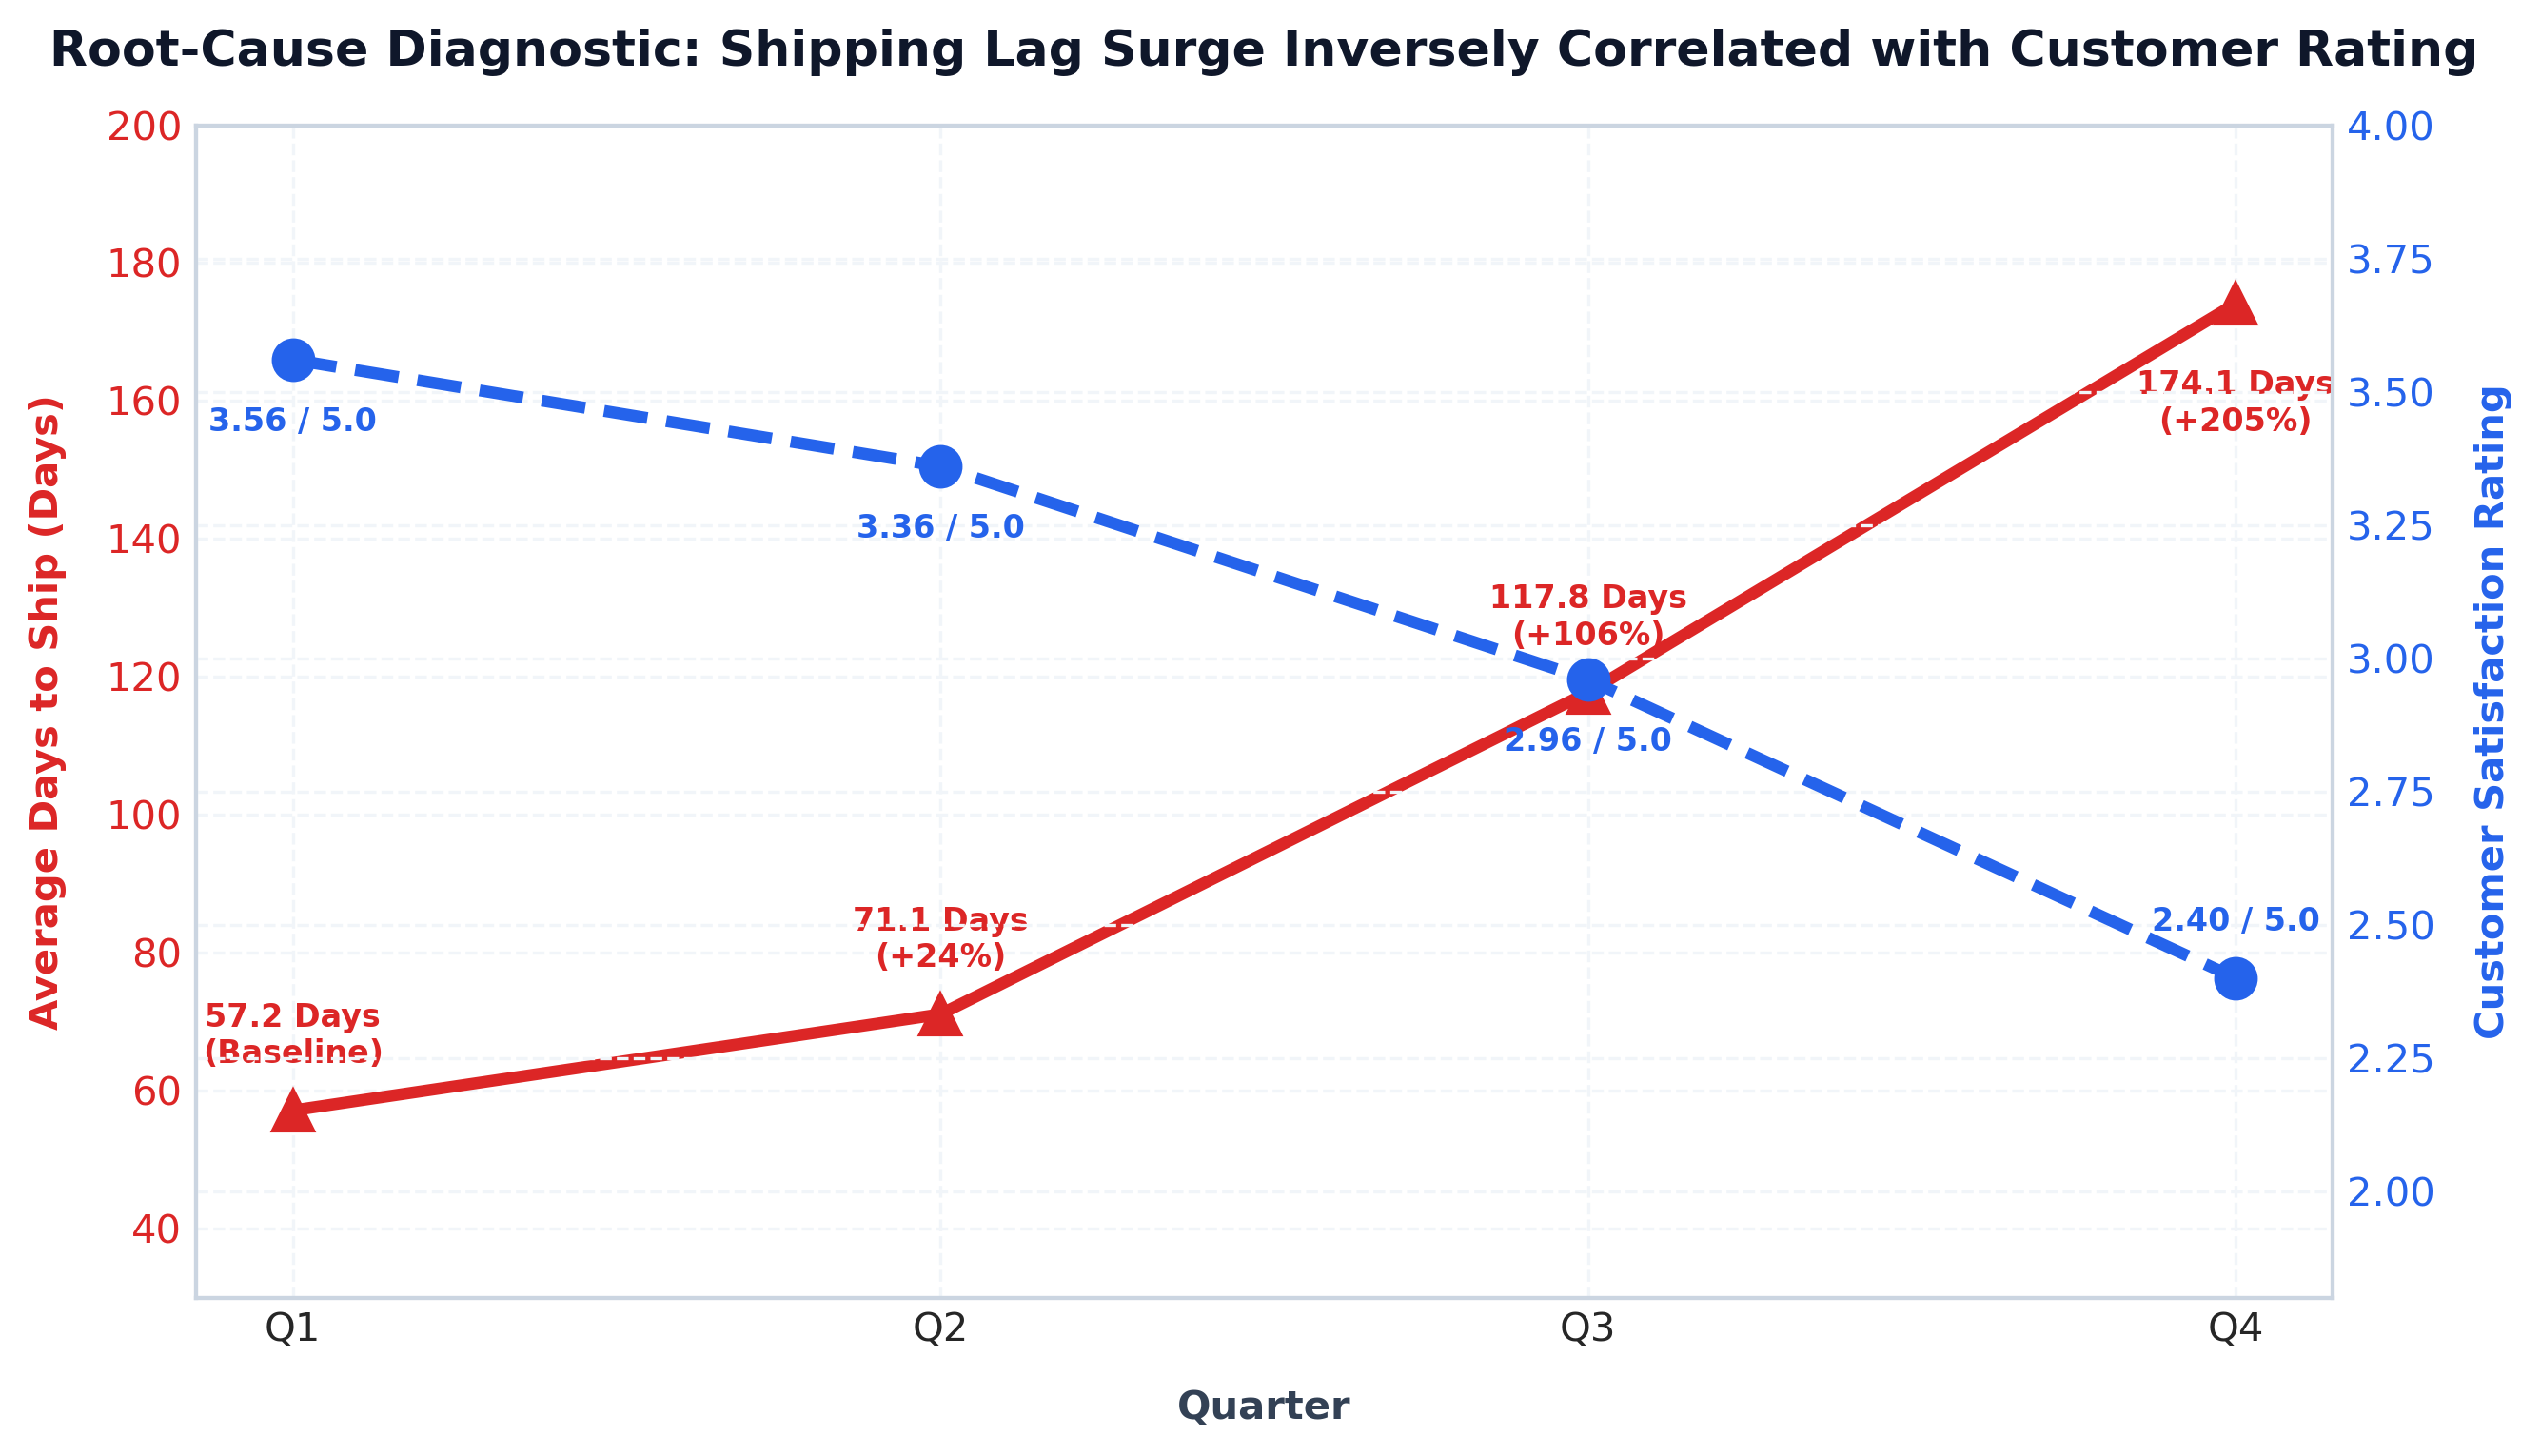 Root-Cause Diagnostic: Shipping Lag Surge Inversely Correlated with Customer Rating
Average Days to Ship (Days)
200
180
160
140
120
100
80
60
40
4.00
3.75
3.50
3.25
3.00
2.75
2.50
2.25
2.00
Customer Satisfaction Rating
3.56 / 5.0
3.36 / 5.0
2.96 / 5.0
2.40 / 5.0
57.2 Days
(Baseline)
71.1 Days
(+24%)
117.8 Days
(+106%)
174.1 Days
(+205%)
Q1
Q2
Q3
Q4
Quarter